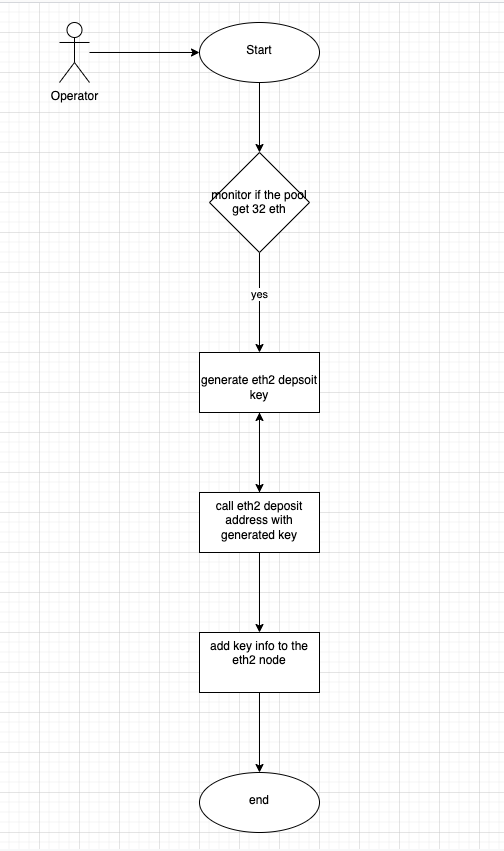 Start
Operator
monitor if the pool
get 32 eth
yes
generate eth2 depsoit
key
call eth2 deposit
address with
generated key
add key info to the
eth2 node
end